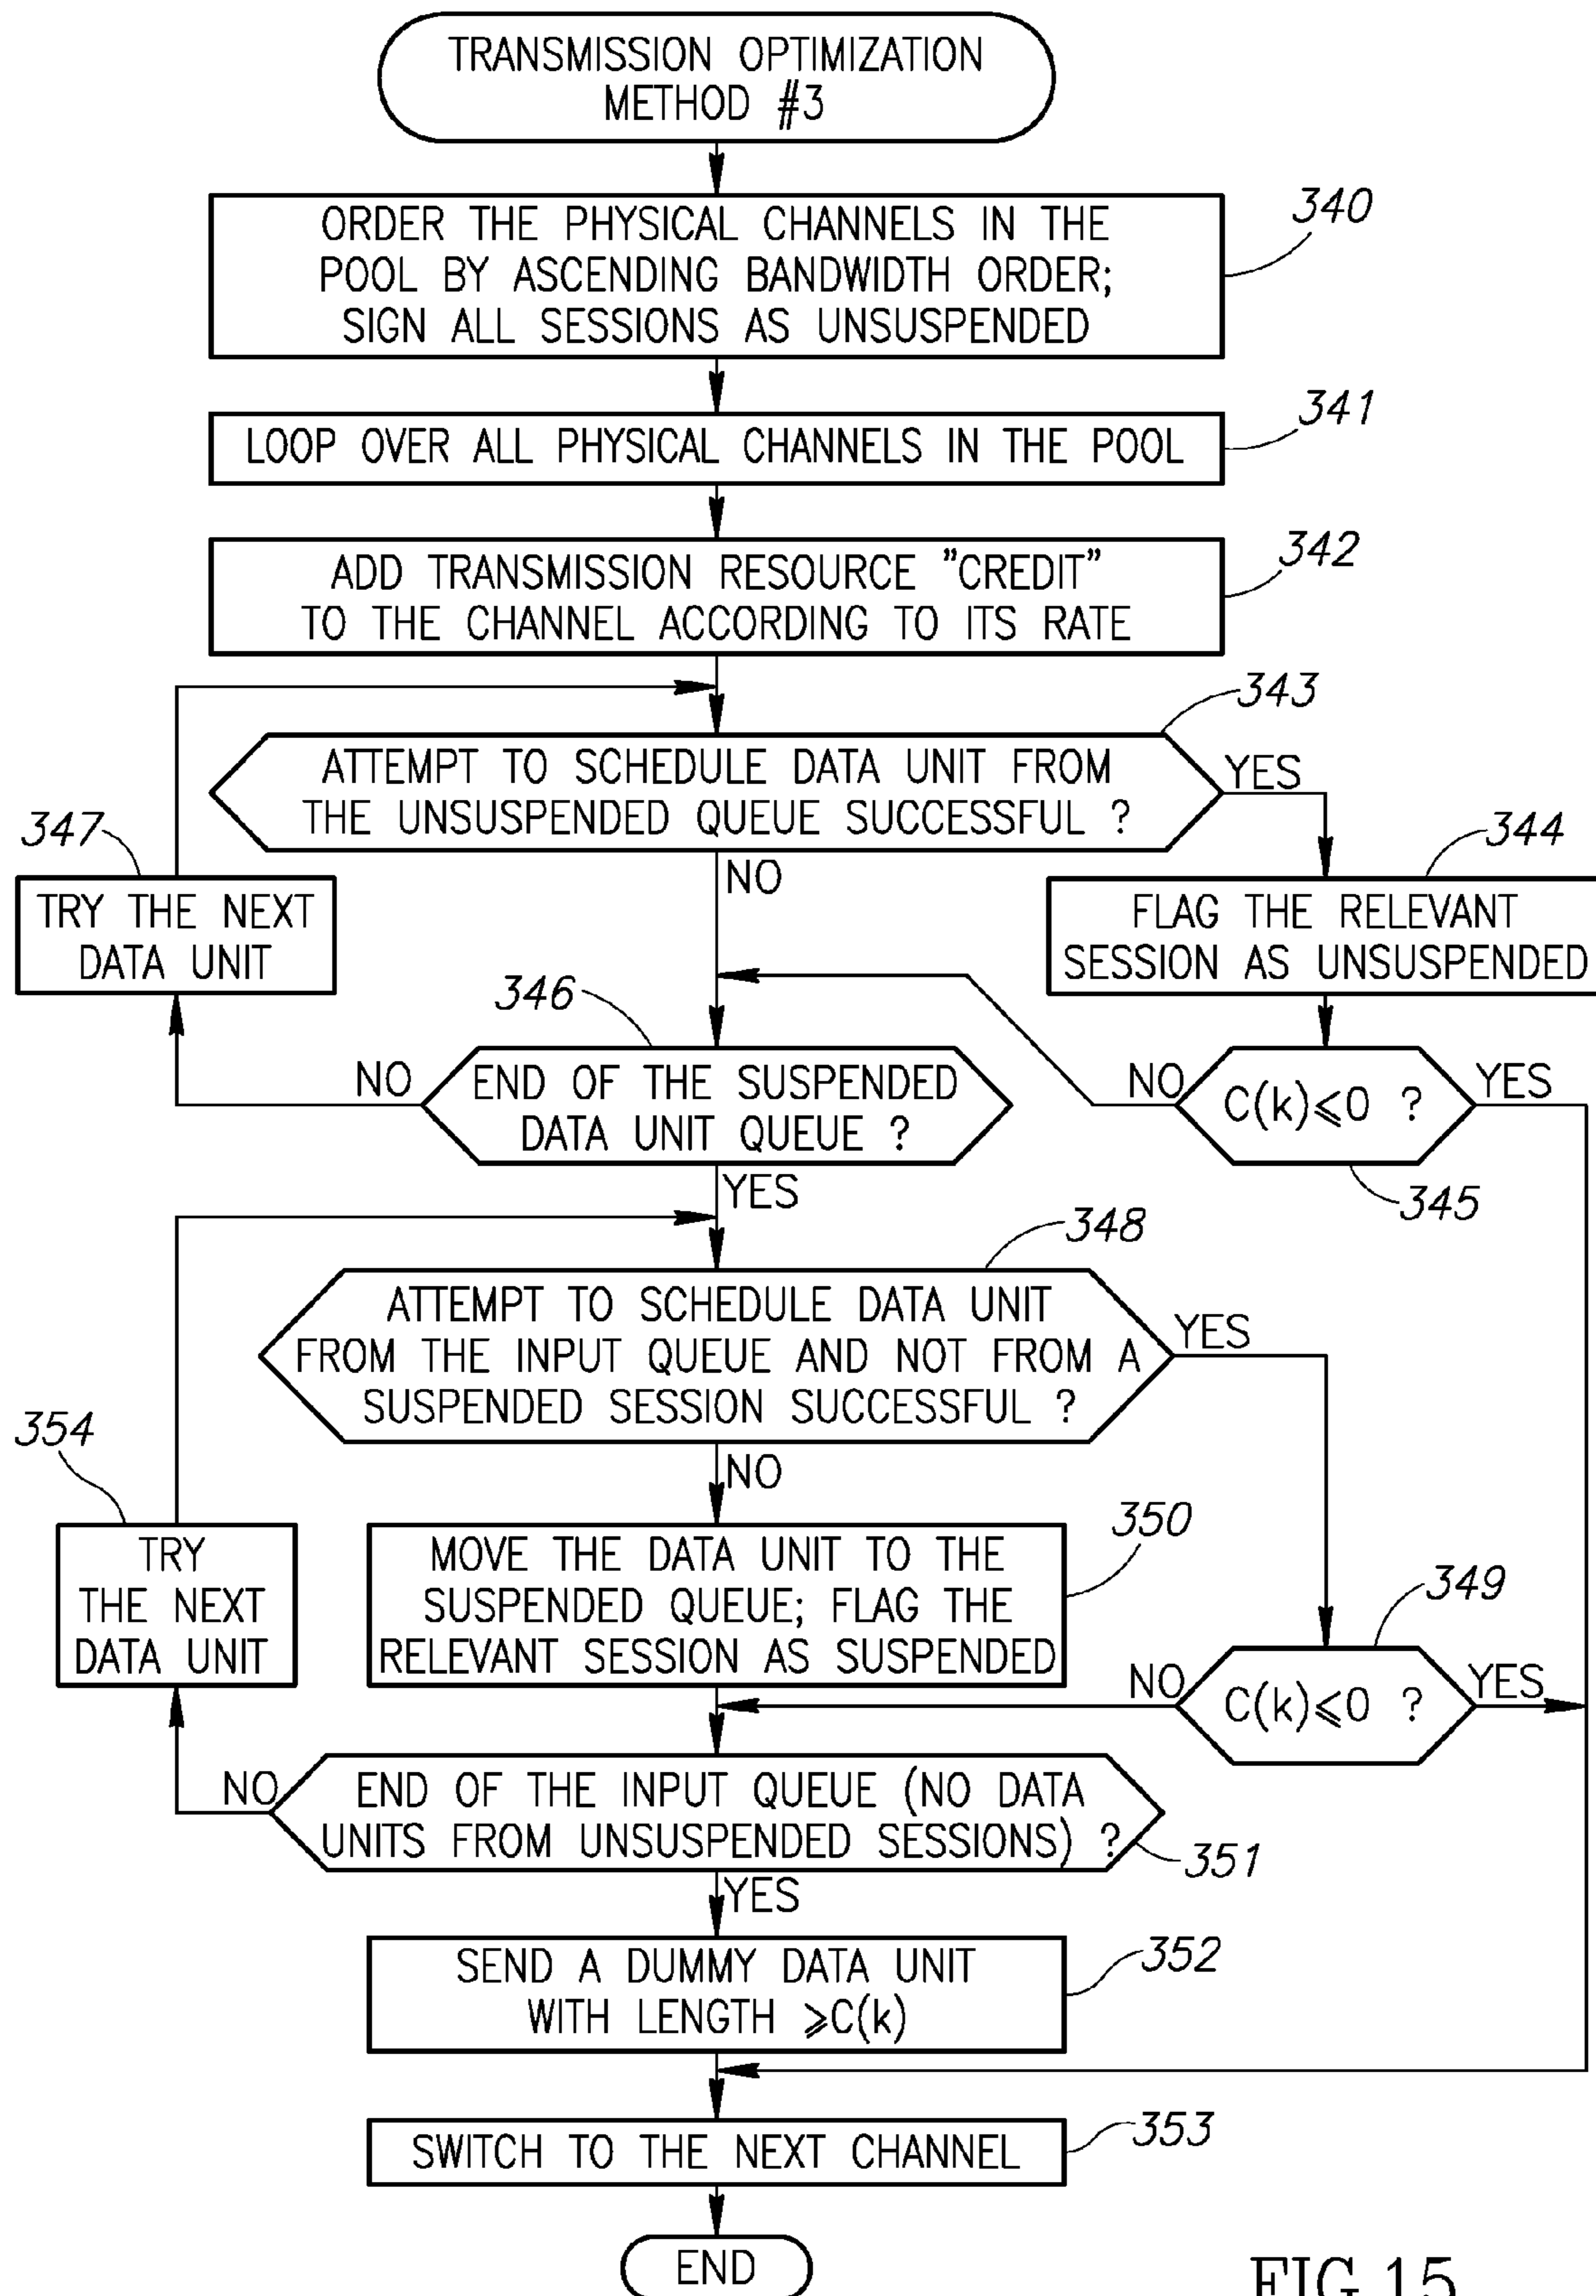 TRANSMISSION OPTIMIZATION
METHOD #3
ORDER THE PHYSICAL CHANNELS IN THE
POOL BY ASCENDING BANDWIDTH ORDER;
SIGN ALL SESSIONS AS UNSUSPENDED
340
LOOP OVER ALL PHYSICAL CHANNELS IN THE POOL
341
ADD TRANSMISSION RESOURCE "CREDIT"
TO THE CHANNEL ACCORDING TO ITS RATE
342
343
ATTEMPT TO SCHEDULE DATA UNIT FROM
THE UNSUSPENDED QUEUE SUCCESSFUL ?
YES
NO
347
TRY THE NEXT
DATA UNIT
344
FLAG THE RELEVANT
SESSION AS UNSUSPENDED
346
END OF THE SUSPENDED
DATA UNIT QUEUE ?
NO
YES
C(k)⩽0 ?
NO
YES
345
348
ATTEMPT TO SCHEDULE DATA UNIT
FROM THE INPUT QUEUE AND NOT FROM A
SUSPENDED SESSION SUCCESSFUL ?
YES
NO
354
TRY
THE NEXT
DATA UNIT
MOVE THE DATA UNIT TO THE
SUSPENDED QUEUE; FLAG THE
RELEVANT SESSION AS SUSPENDED
350
349
C(k)⩽0 ?
NO
YES
END OF THE INPUT QUEUE (NO DATA
UNITS FROM UNSUSPENDED SESSIONS) ?
NO
351
YES
SEND A DUMMY DATA UNIT
WITH LENGTH ⩾C(k)
352
SWITCH TO THE NEXT CHANNEL
353
END
FIG.15